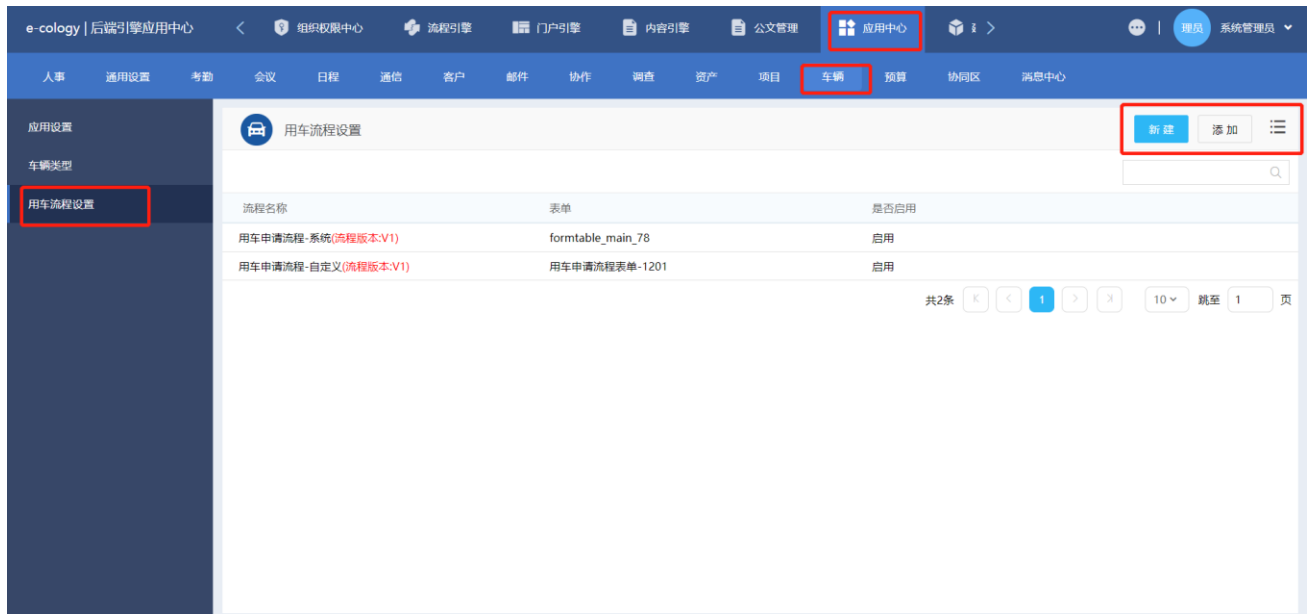 e-cology | 后端引擎应用中心 组织权限中心 流程引擎 门户引擎 内容引擎 公文管理 应用中心 理员 系统管理员
人事 通用设置 考勤 会议 日程 通信 客户 邮件 协作 调查 资产 项目 车辆 预算 协同区 消息中心
应用设置
车辆类型
用车流程设置
用车流程设置 新建 添加
流程名称 表单 是否启用
用车申请流程-系统(流程版本:V1) formtable_main_78 启用
用车申请流程-自定义(流程版本:V1) 用车申请流程表单-1201 启用
共2条 1 10 跳至 1 页